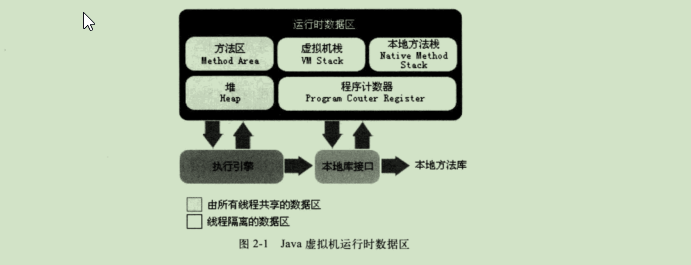 运行时数据区
方法区
Method Area
虚拟机栈
VM Stack
本地方法栈
Native Method
Stack
堆
Heap
程序计数器
Program Couter Register
执行引擎
本地库接口
本地方法库
由所有线程共享的数据区
线程隔离的数据区
图 2-1 Java 虚拟机运行时数据区